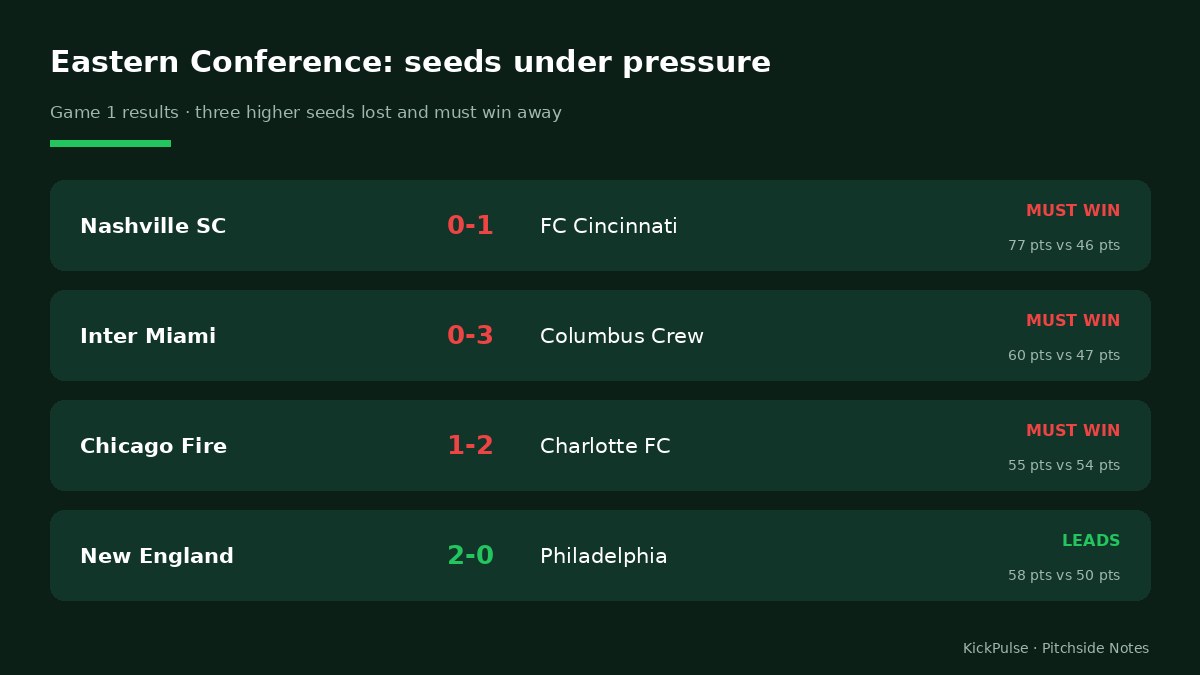 Eastern Conference: seeds under pressure
Game 1 results · three higher seeds lost and must win away
Nashville SC 0-1 FC Cincinnati MUST WIN
77 pts vs 46 pts
Inter Miami 0-3 Columbus Crew MUST WIN
60 pts vs 47 pts
Chicago Fire 1-2 Charlotte FC MUST WIN
55 pts vs 54 pts
New England 2-0 Philadelphia LEADS
58 pts vs 50 pts
KickPulse · Pitchside Notes